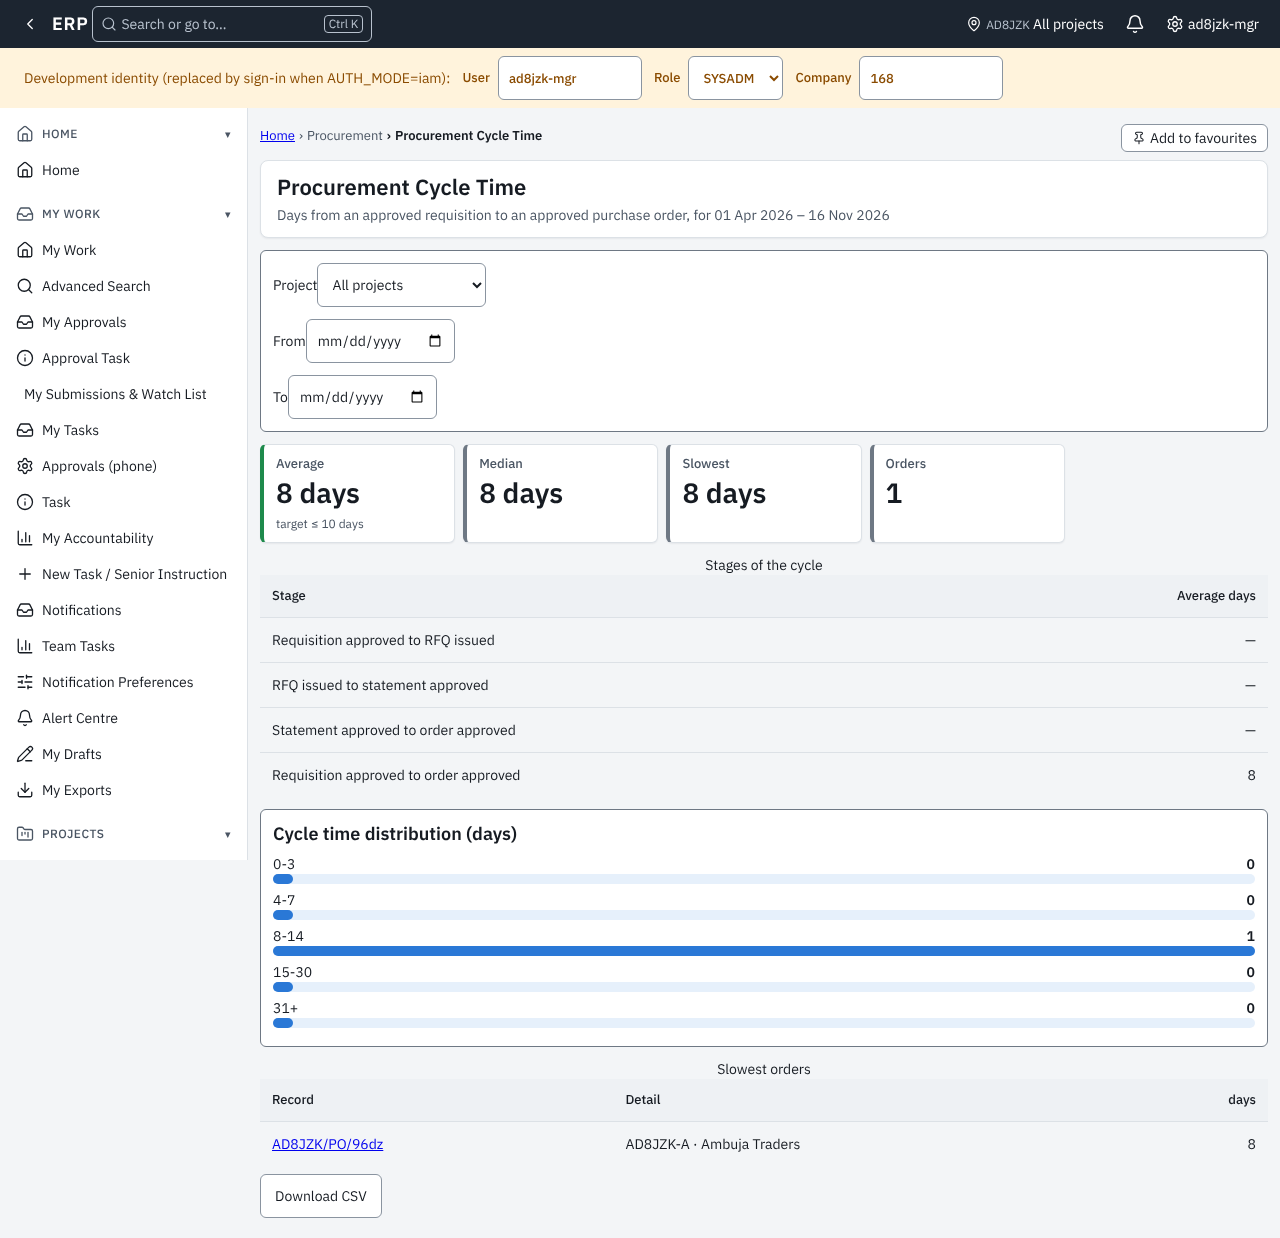 ERP
Search or go to...
Ctrl K
AD8JZK All projects
ad8jzk-mgr
Development identity (replaced by sign-in when AUTH_MODE=iam):
User
ad8jzk-mgr
Role
SYSADM
Company
168
HOME
Home
MY WORK
My Work
Advanced Search
My Approvals
Approval Task
My Submissions & Watch List
My Tasks
Approvals (phone)
Task
My Accountability
New Task / Senior Instruction
Notifications
Team Tasks
Notification Preferences
Alert Centre
My Drafts
My Exports
PROJECTS
Home › Procurement › Procurement Cycle Time
Add to favourites
Procurement Cycle Time
Days from an approved requisition to an approved purchase order, for 01 Apr 2026 – 16 Nov 2026
Project
All projects
From
mm/dd/yyyy
To
mm/dd/yyyy
Average
8 days
target ≤ 10 days
Median
8 days
Slowest
8 days
Orders
1
Stages of the cycle
Stage Average days
Requisition approved to RFQ issued —
RFQ issued to statement approved —
Statement approved to order approved —
Requisition approved to order approved 8
Cycle time distribution (days)
0-3 0
4-7 0
8-14 1
15-30 0
31+ 0
Slowest orders
Record Detail days
AD8JZK/PO/96dz AD8JZK-A · Ambuja Traders 8
Download CSV